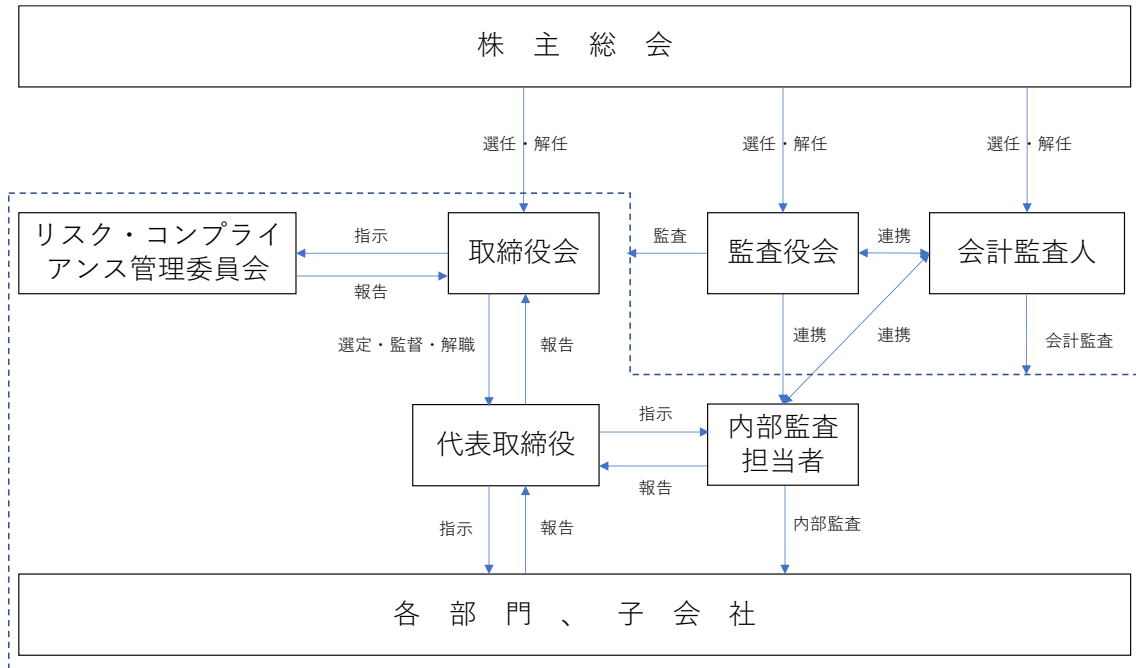 株 主 総 会
選任・解任
選任・解任
選任・解任
リスク・コンプライ
アンス管理委員会
指示
報告
取締役会
監査
監査役会
連携
会計監査人
選定・監督・解職
報告
連携
連携
会計監査
代表取締役
指示
報告
内部監査
担当者
指示
報告
内部監査
各 部 門 、 子 会 社